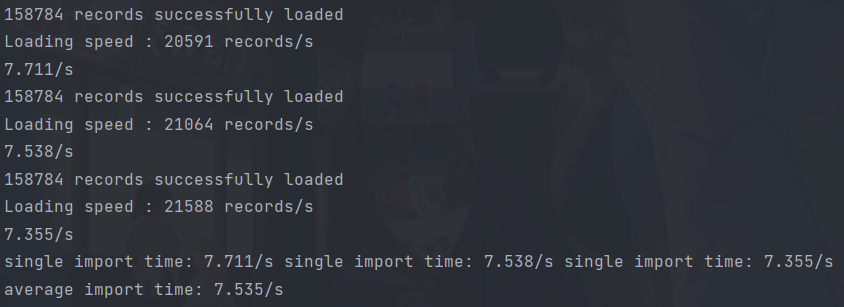 158784 records successfully loaded
Loading speed : 20591 records/s
7.711/s
158784 records successfully loaded
Loading speed : 21064 records/s
7.538/s
158784 records successfully loaded
Loading speed : 21588 records/s
7.355/s
single import time: 7.711/s single import time: 7.538/s single import time: 7.355/s
average import time: 7.535/s